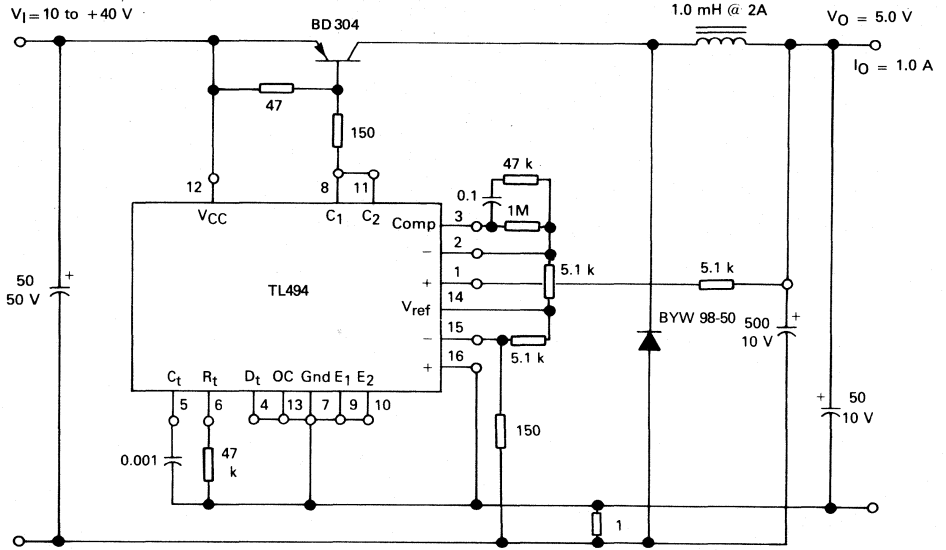 V_I = 10 to +40 V
BD 304
1.0 mH @ 2A
V_O = 5.0 V
I_O = 1.0 A
47
150
47 k
0.1
1M
12
8
11
V_CC
C_1
C_2
Comp
3
−
2
+
1
5.1 k
5.1 k
TL494
V_ref
14
50
50 V
+
−
15
5.1 k
BYW 98-50
500
10 V
+
+
16
C_t
R_t
D_t
OC
Gnd
E_1
E_2
5
6
4
13
7
9
10
+
50
10 V
0.001
47
k
150
1